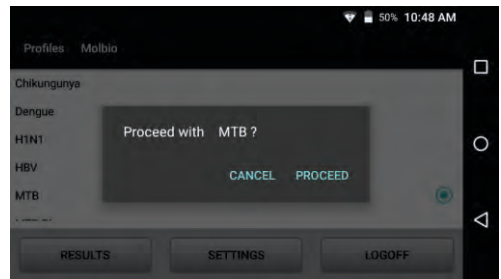 50% 10:48 AM
Profiles Molbio
Chikungunya
Dengue
H1N1
HBV
MTB
Proceed with MTB ?
CANCEL PROCEED
RESULTS SETTINGS LOGOFF